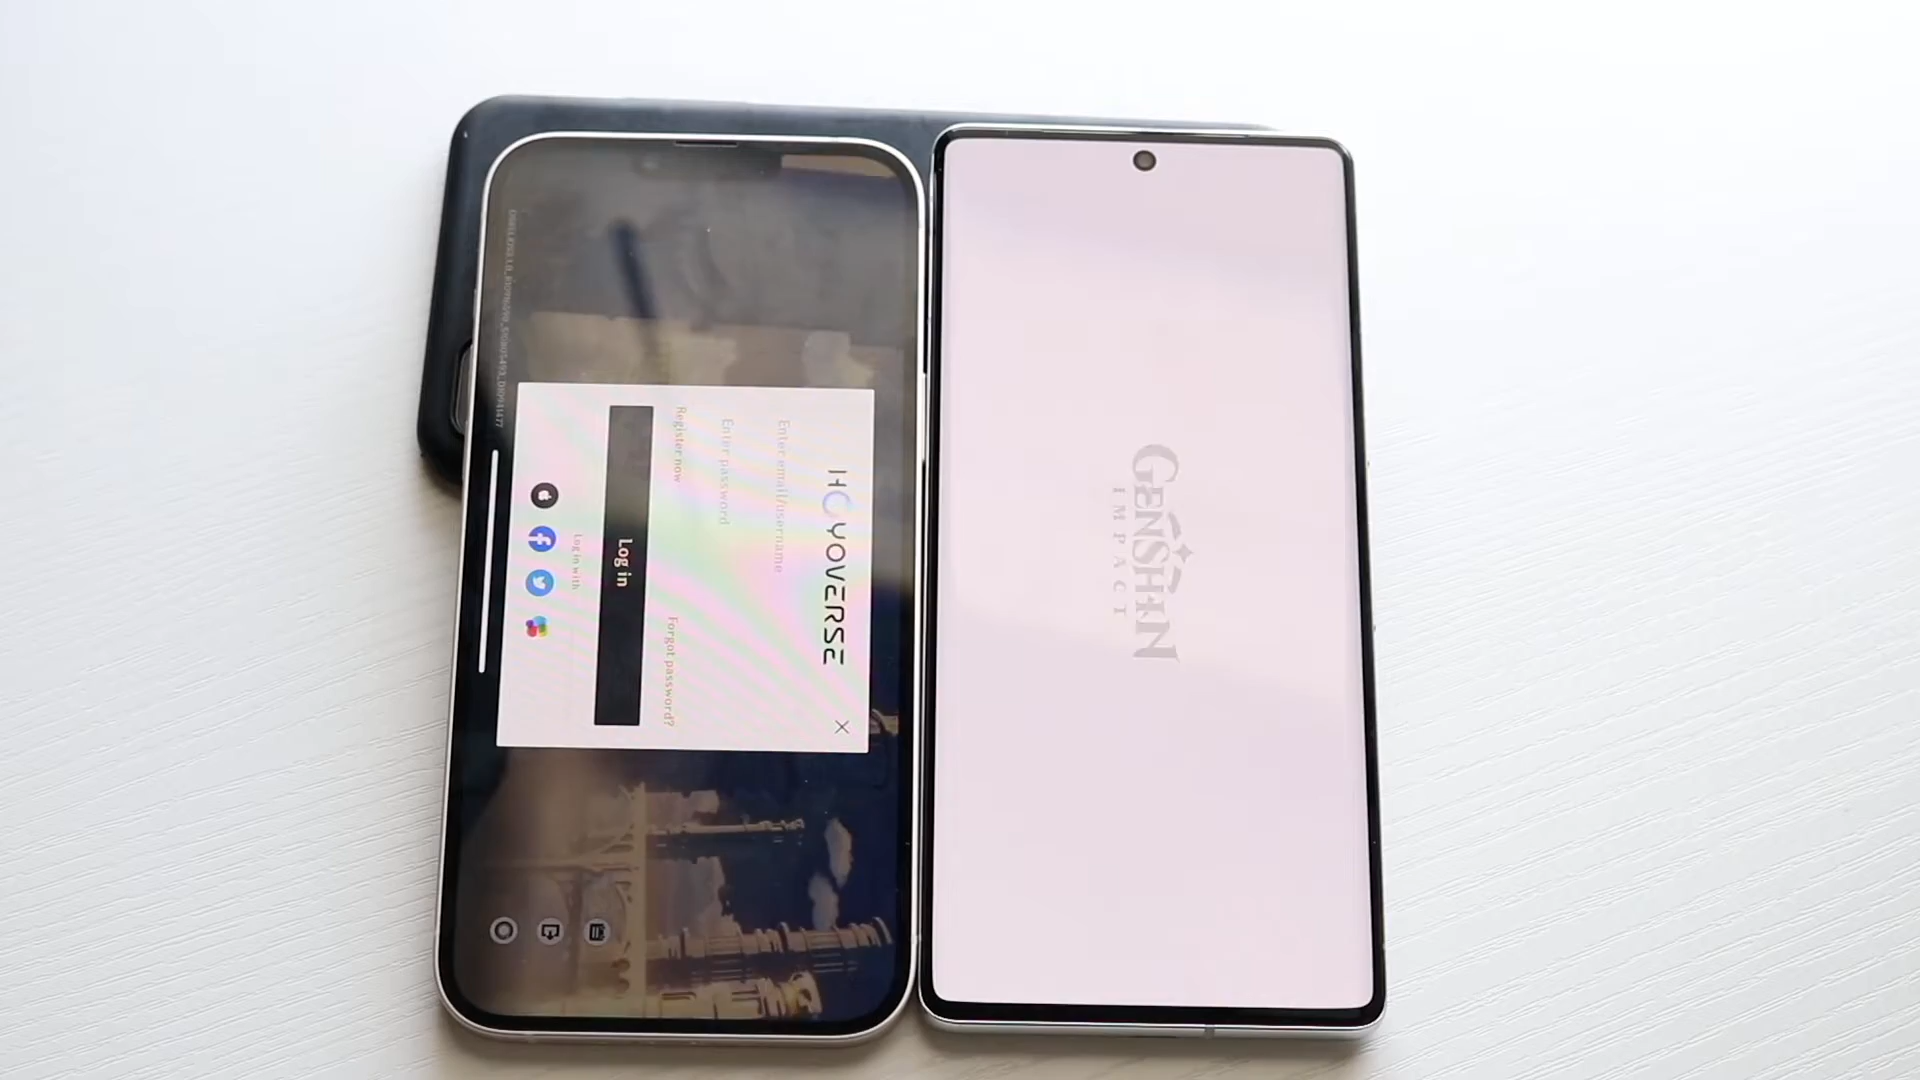 HOYOVERSE
Enter email/username
Enter password
Register now
Forgot password?
Log in
Log in with
GENSHIN
IMPACT